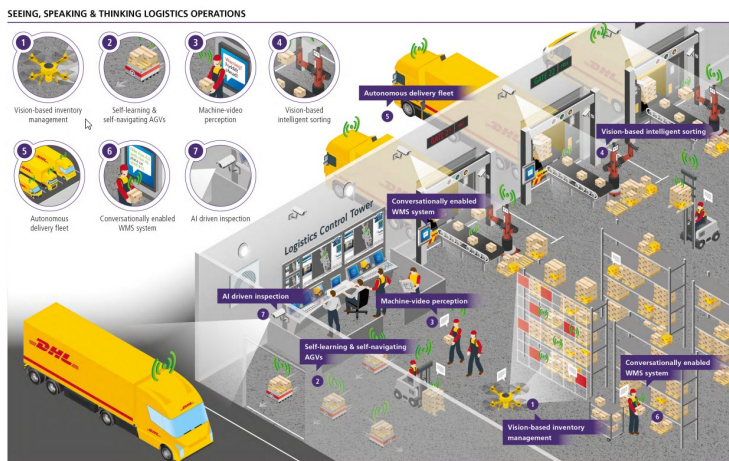 SEEING, SPEAKING & THINKING LOGISTICS OPERATIONS
1
2
3
4
Vision-based inventory
management
Self-learning &
self-navigating AGVs
Machine-video
perception
Vision-based
intelligent sorting
5
6
7
Autonomous
delivery fleet
Conversationally enabled
WMS system
AI driven inspection
Autonomous delivery fleet
5
Vision-based intelligent sorting
4
Conversationally enabled
WMS system
Logistics Control Tower
AI driven inspection
7
Machine-video perception
3
Self-learning & self-navigating
AGVs
2
Conversationally enabled
WMS system
6
1
Vision-based inventory
management
DHL